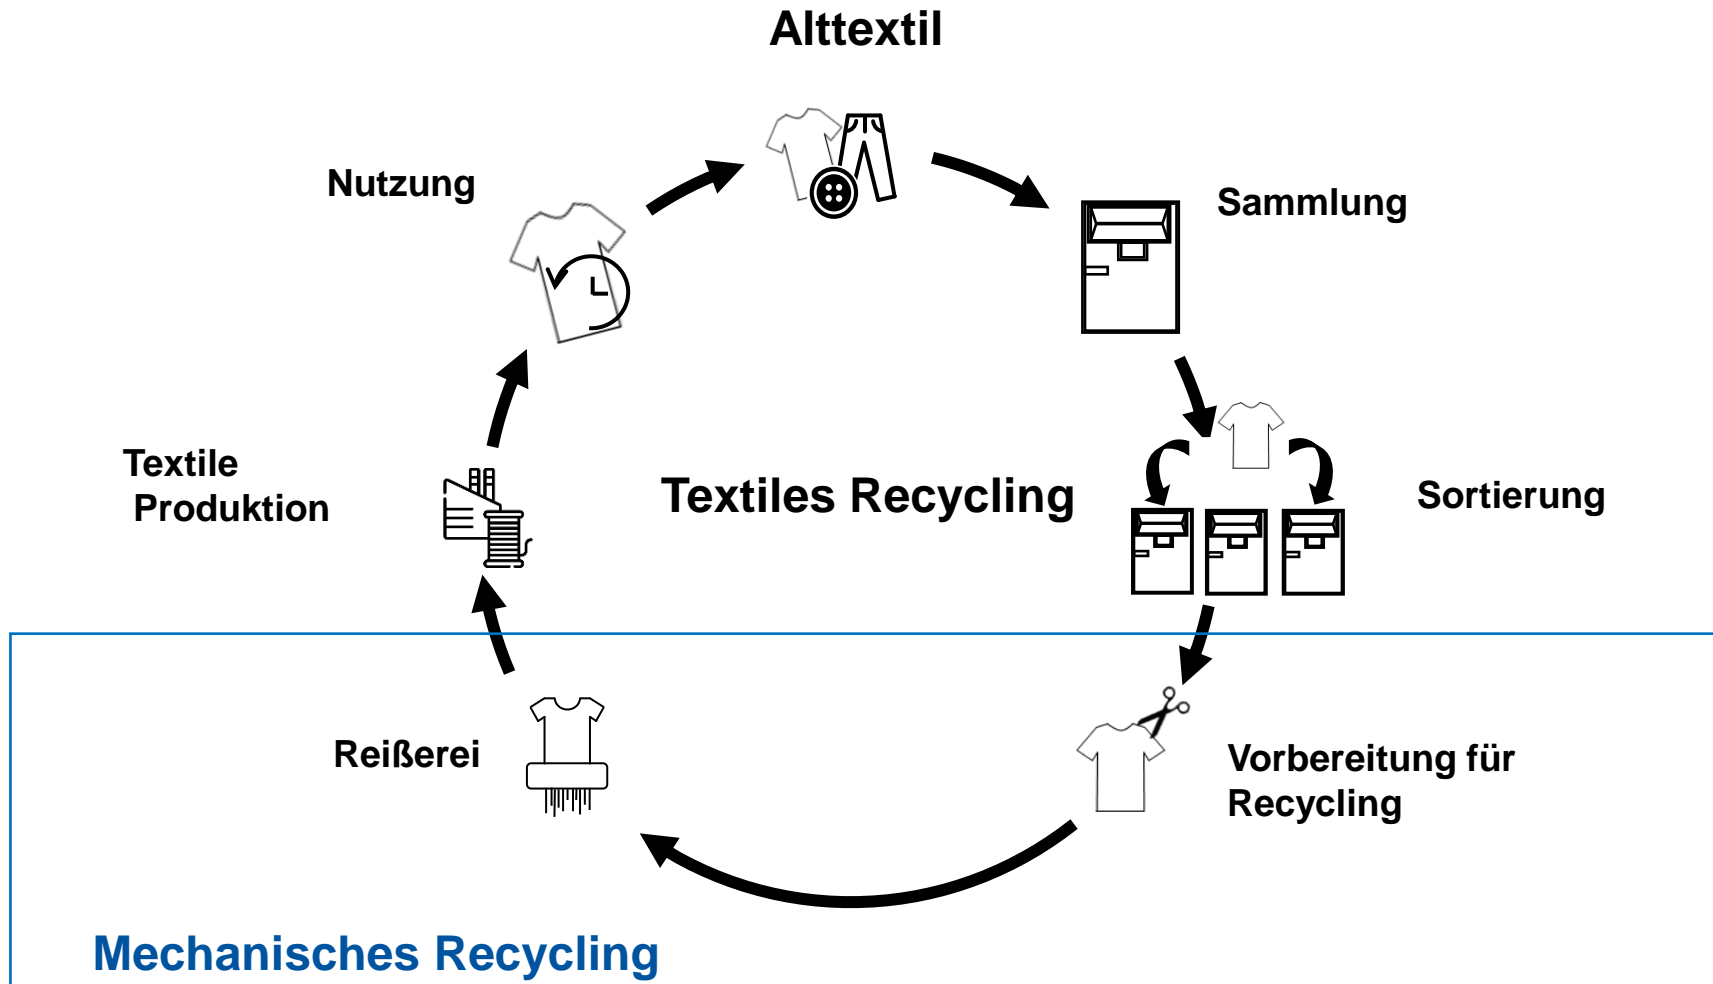 Alttextil
Nutzung
Sammlung
Textile
Produktion
Textiles Recycling
Sortierung
Reißerei
Vorbereitung für
Recycling
Mechanisches Recycling